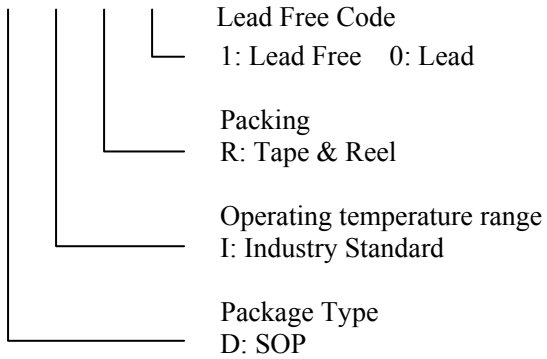 Lead Free Code
1: Lead Free 0: Lead
Packing
R: Tape & Reel
Operating temperature range
I: Industry Standard
Package Type
D: SOP